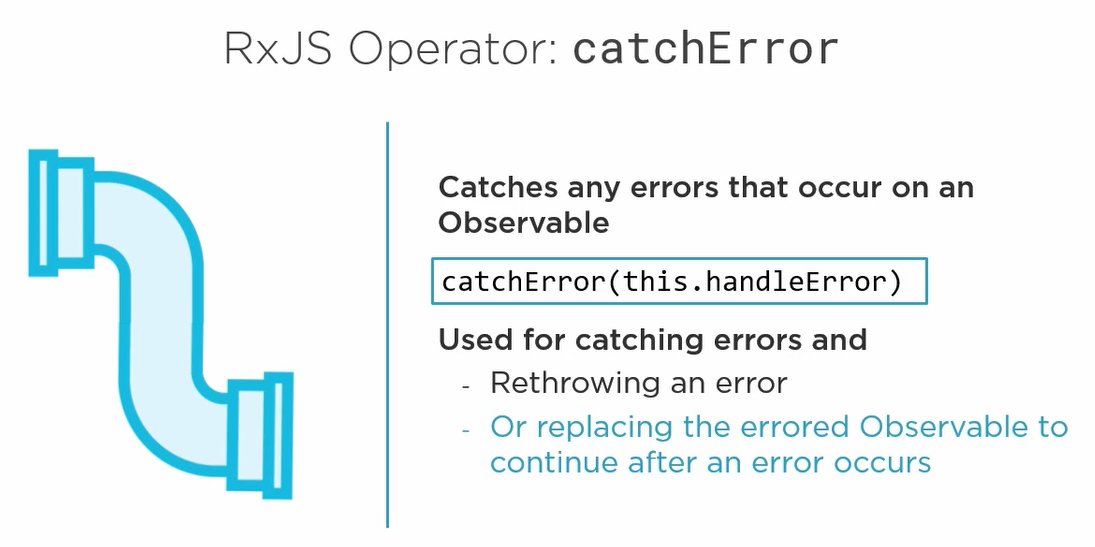 RxJS Operator: catchError
Catches any errors that occur on an
Observable
catchError(this.handleError)
Used for catching errors and
- Rethrowing an error
- Or replacing the errored Observable to
continue after an error occurs